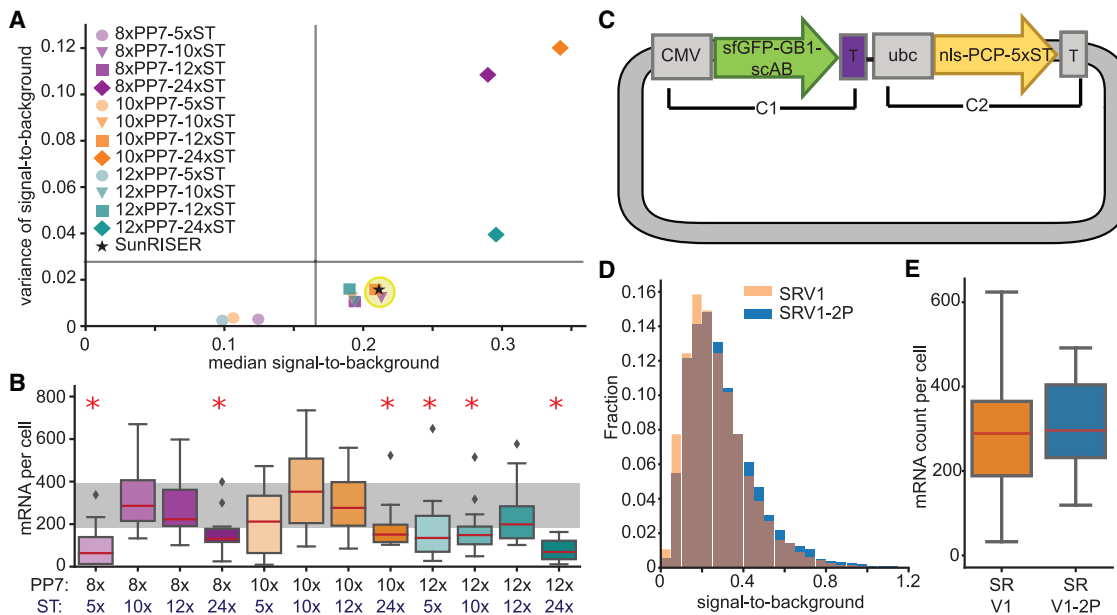 A
variance of signal-to-background
0.12
0.10
0.08
0.06
0.04
0.02
0
8xPP7-5xST
8xPP7-10xST
8xPP7-12xST
8xPP7-24xST
10xPP7-5xST
10xPP7-10xST
10xPP7-12xST
10xPP7-24xST
12xPP7-5xST
12xPP7-10xST
12xPP7-12xST
12xPP7-24xST
SunRISER
0 0.1 0.2 0.3
median signal-to-background
B
mRNA per cell
800
600
400
200
0
* * * * * *
PP7: 8x 8x 8x 8x 10x 10x 10x 10x 12x 12x 12x 12x
ST: 5x 10x 12x 24x 5x 10x 12x 24x 5x 10x 12x 24x
C
CMV
sfGFP-GB1-
scAB
T
ubc
nls-PCP-5xST
T
C1
C2
D
Fraction
0.16
0.14
0.12
0.10
0.08
0.06
0.04
0.02
0
SRV1
SRV1-2P
0 0.4 0.8 1.2
signal-to-background
E
mRNA count per cell
600
400
200
0
SR SR
V1 V1-2P